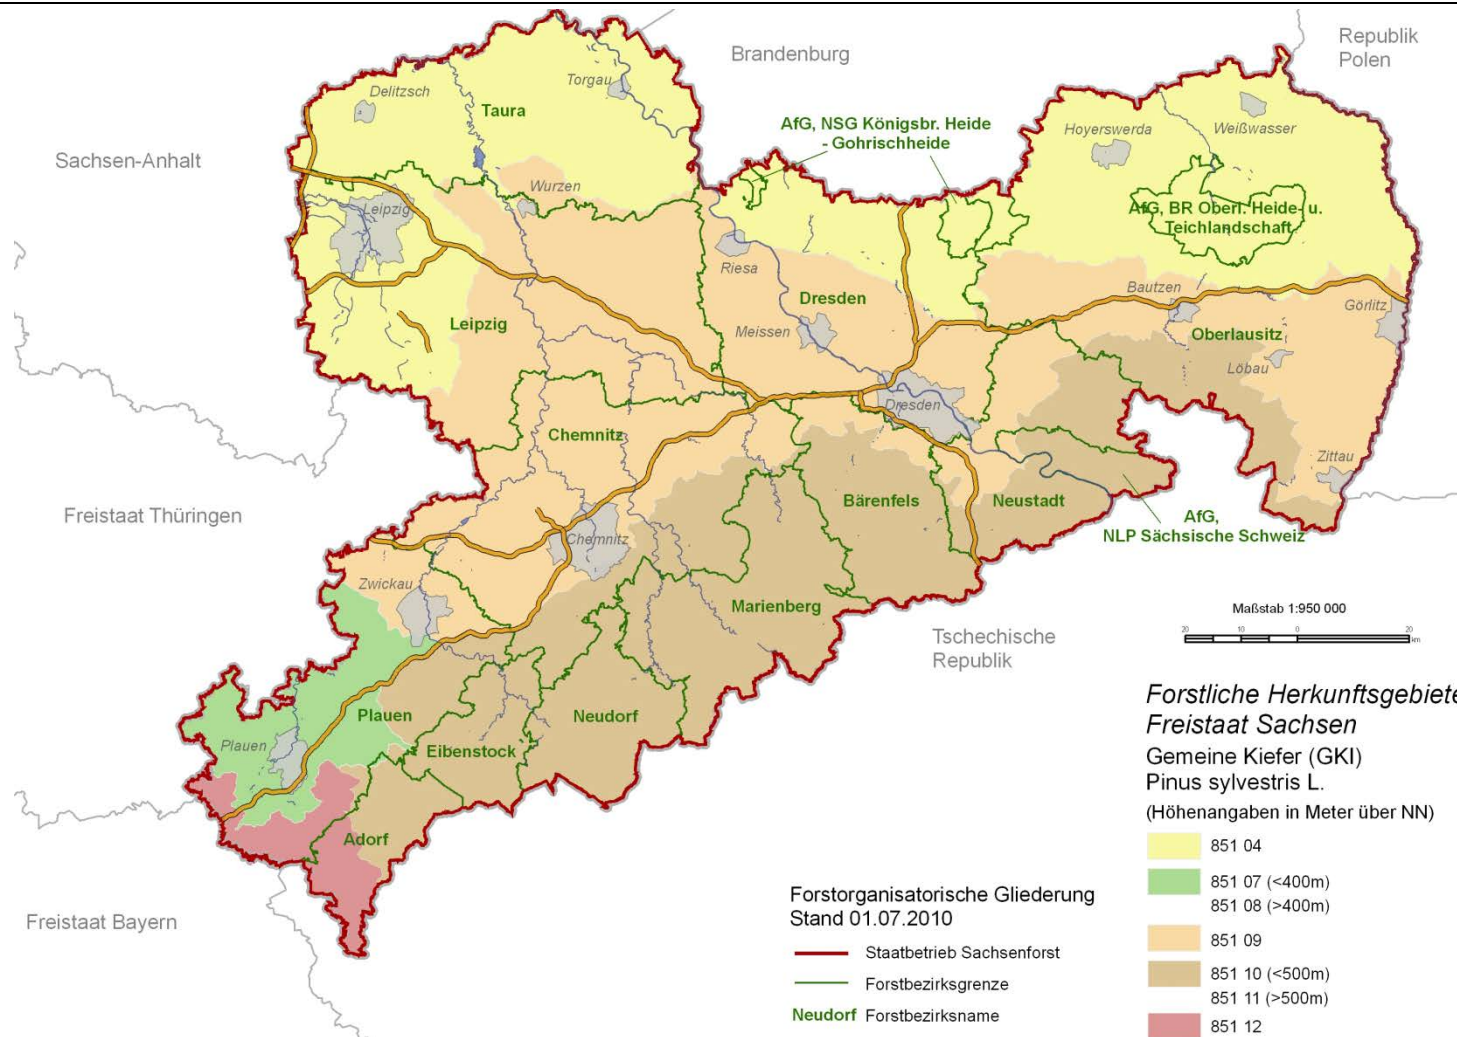 Republik
Polen
Brandenburg
Sachsen-Anhalt
Freistaat Thüringen
Freistaat Bayern
Tschechische
Republik
Delitzsch
Torgau
Taura
Wurzen
Leipzig
Leipzig
AfG, NSG Königsbr. Heide
- Gohrischheide
Hoyerswerda
Weißwasser
AfG, BR Oberl. Heide- u.
Teichlandschaft
Riesa
Dresden
Meissen
Bautzen
Görlitz
Oberlausitz
Löbau
Dresden
Zittau
Chemnitz
Bärenfels
Neustadt
AfG,
NLP Sächsische Schweiz
Chemnitz
Zwickau
Marienberg
Plauen
Neudorf
Plauen
Eibenstock
Adorf
Maßstab 1:950 000
20
10
0
20
km
Forstliche Herkunftsgebiete
Freistaat Sachsen
Gemeine Kiefer (GKI)
Pinus sylvestris L.
(Höhenangaben in Meter über NN)
851 04
851 07 (<400m)
851 08 (>400m)
851 09
851 10 (<500m)
851 11 (>500m)
851 12
Forstorganisatorische Gliederung
Stand 01.07.2010
Staatbetrieb Sachsenforst
Forstbezirksgrenze
Neudorf Forstbezirksname